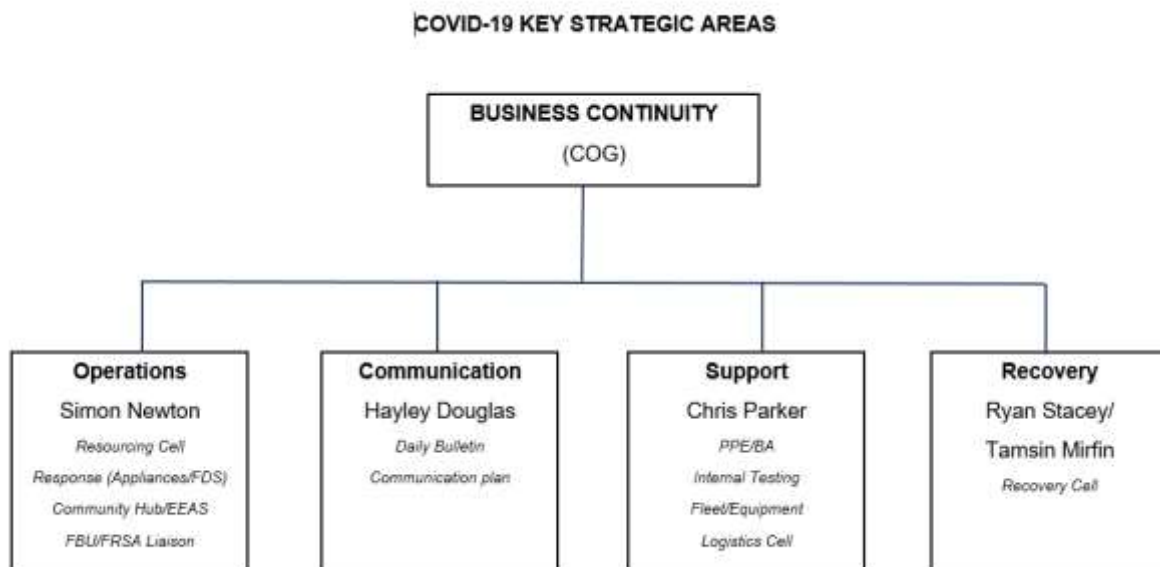 COVID-19 KEY STRATEGIC AREAS
BUSINESS CONTINUITY
(COG)
Operations
Simon Newton
Resourcing Cell
Response (Appliances/FDS)
Community Hub/EEAS
FBU/FRSA Liaison
Communication
Hayley Douglas
Daily Bulletin
Communication plan
Support
Chris Parker
PPE/BA
Internal Testing
Fleet/Equipment
Logistics Cell
Recovery
Ryan Stacey/
Tamsin Mirfin
Recovery Cell